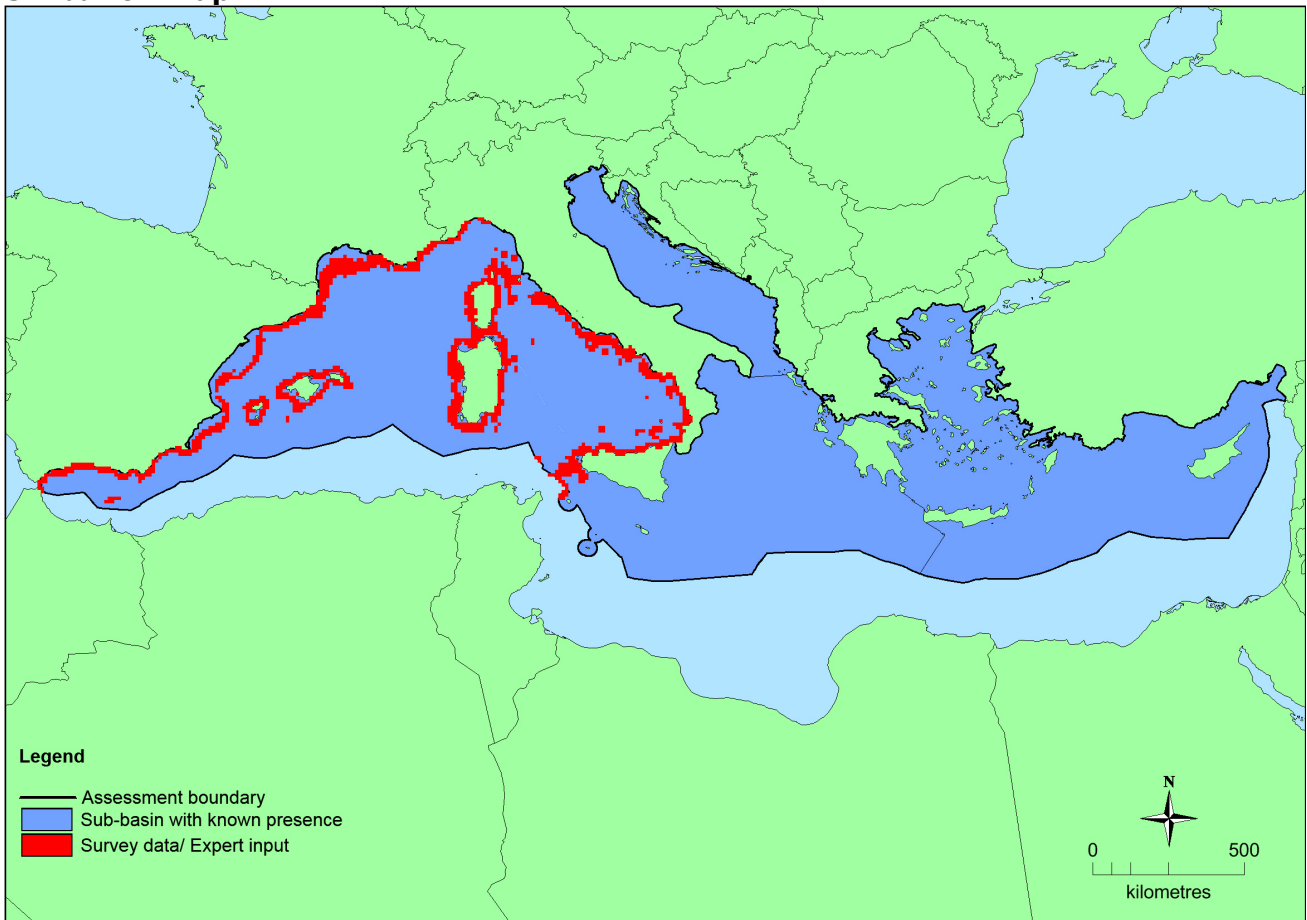 Legend
Assessment boundary
Sub-basin with known presence
Survey data/ Expert input
N
0 500
kilometres